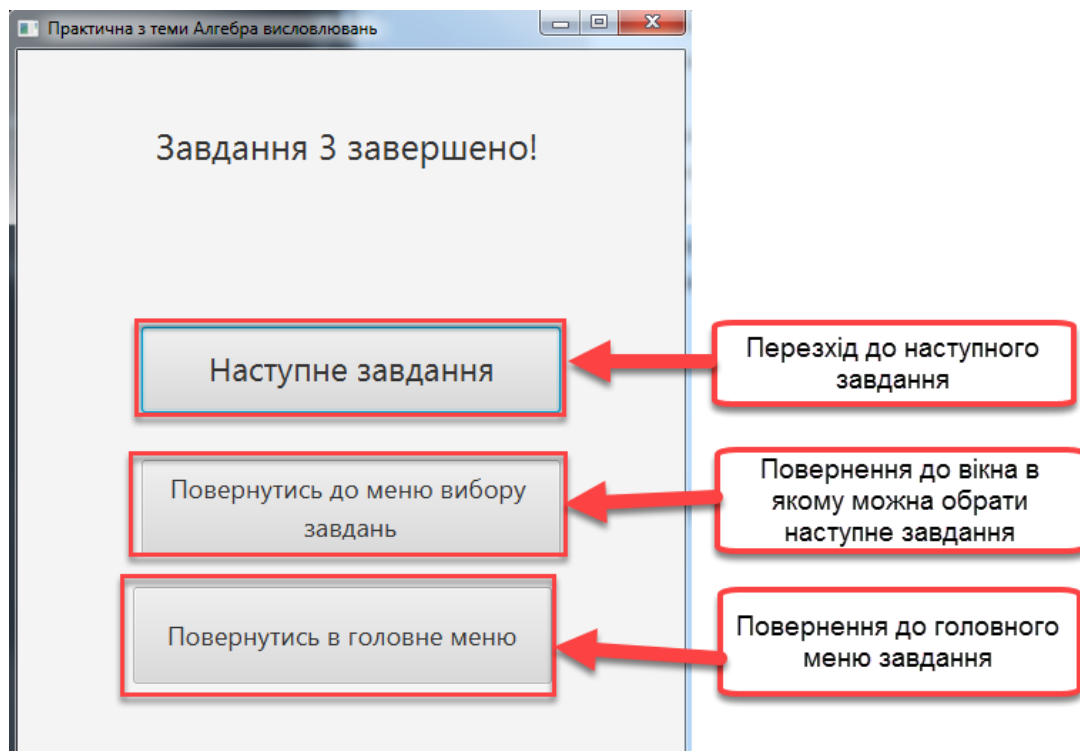 Практична з теми Алгебра висловлювань
Завдання 3 завершено!
Наступне завдання
Перезхід до наступного
завдання
Повернутись до меню вибору
завдань
Повернення до вікна в
якому можна обрати
наступне завдання
Повернутись в головне меню
Повернення до головного
меню завдання